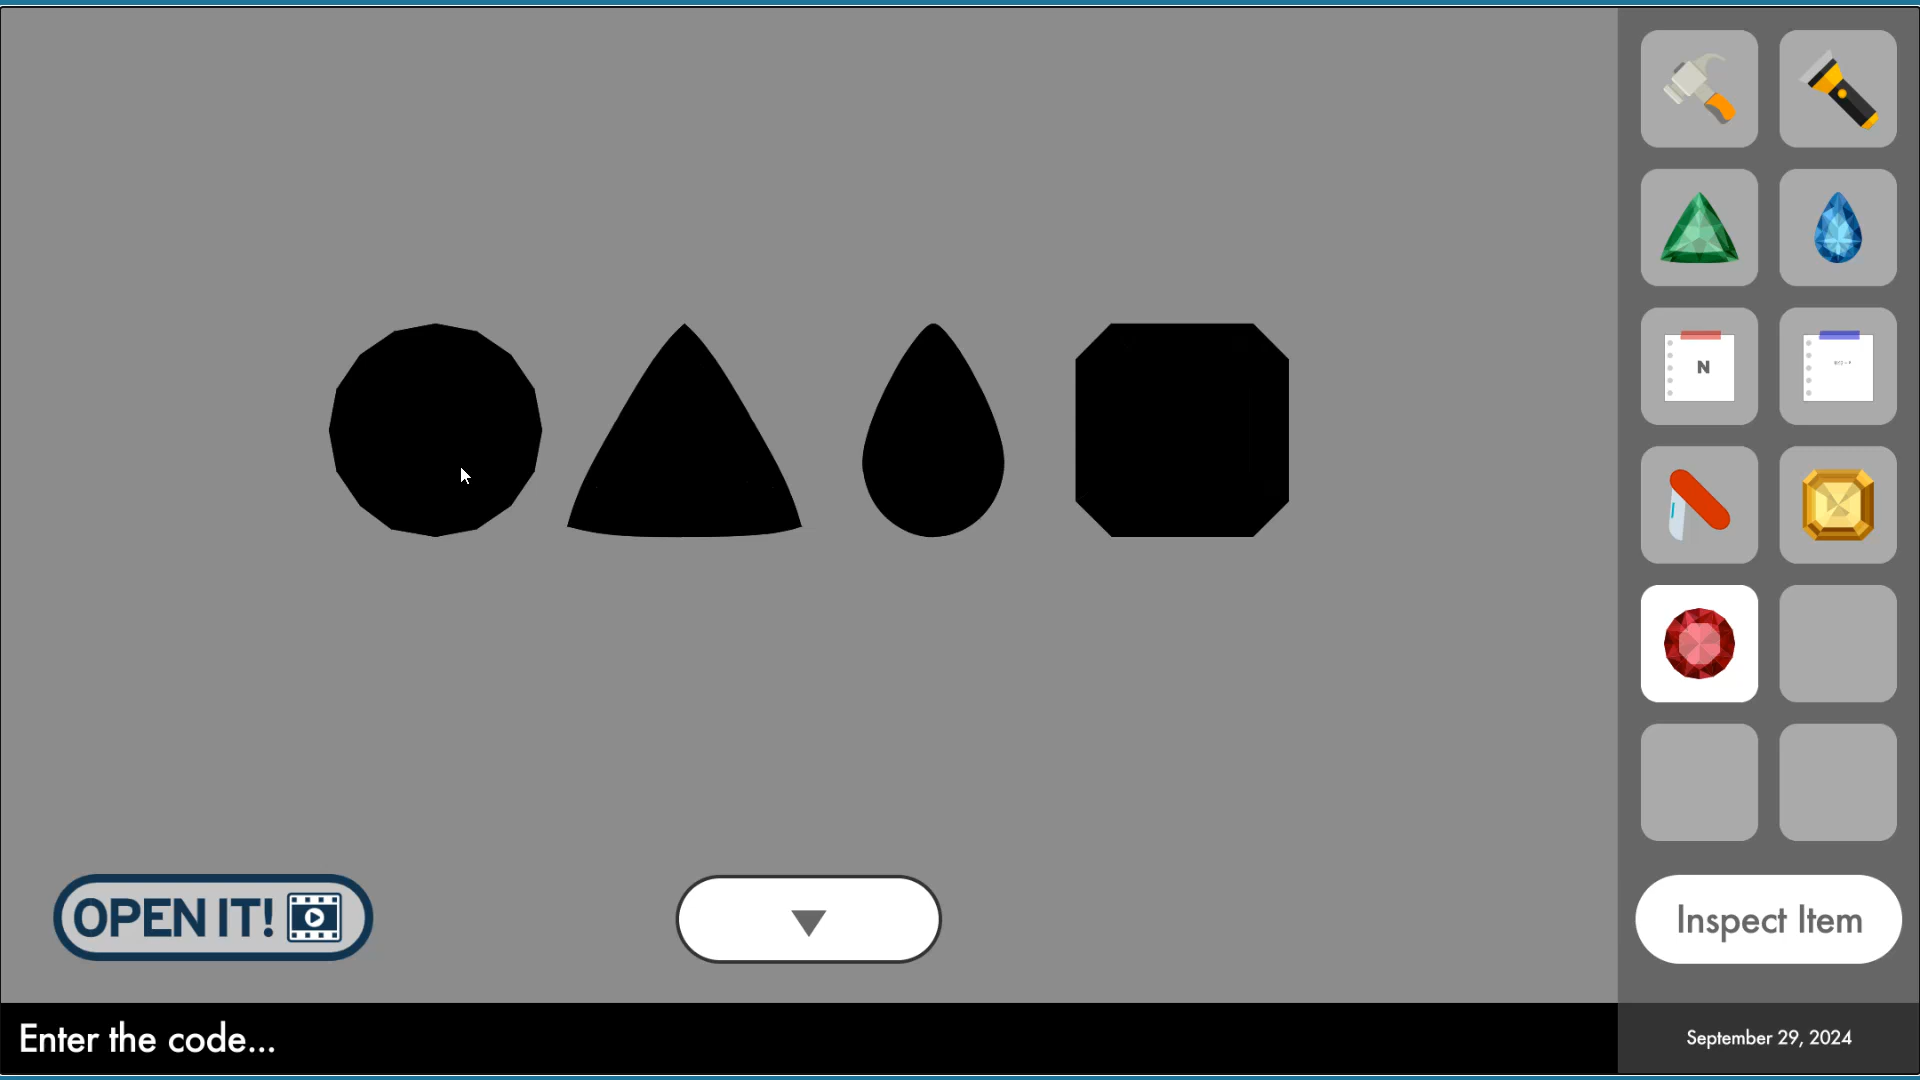 N
OPEN IT!
Inspect Item
Enter the code...
September 29, 2024